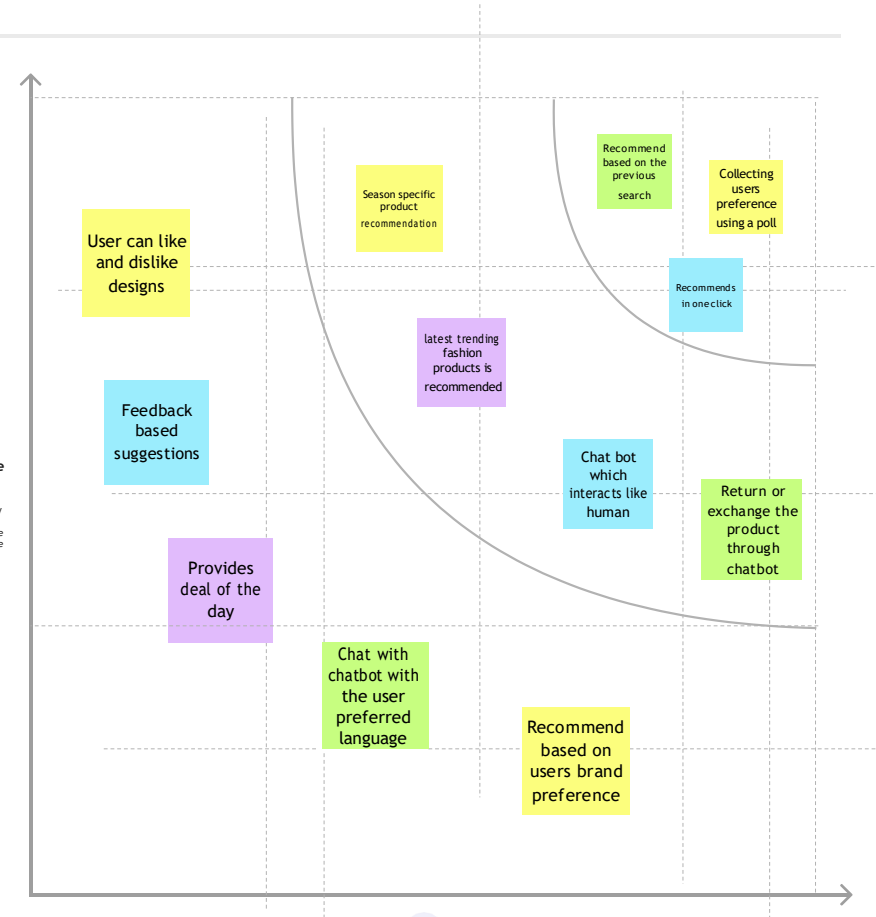 Recommend
based on the
previous
search
Collecting
users
preference
using a poll
Season specific
product
recommendation
User can like
and dislike
designs
Recommends
in one click
latest trending
fashion
products is
recommended
Feedback
based
suggestions
Chat bot
which
interacts like
human
Return or
exchange the
product
through
chatbot
Provides
deal of the
day
Chat with
chatbot with
the user
preferred
language
Recommend
based on
users brand
preference